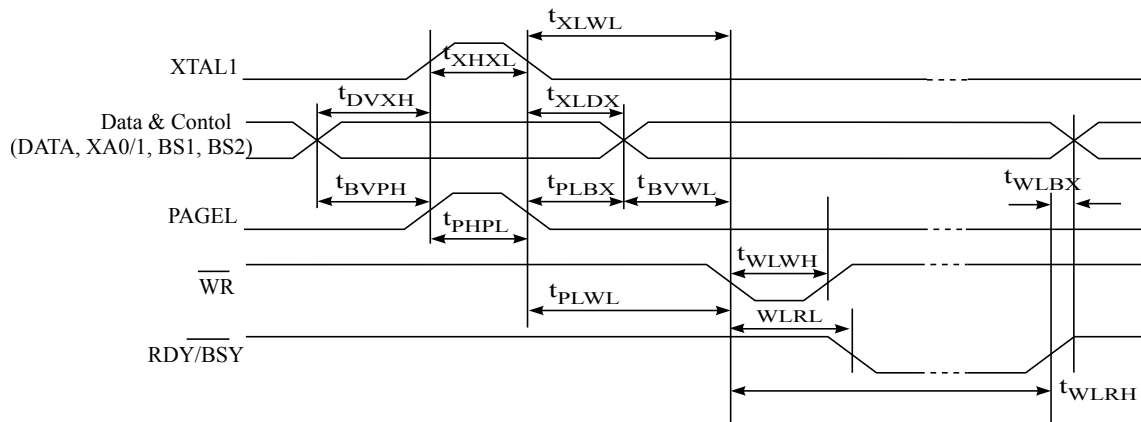 tXLWL
XTAL1
tXHXL
tDVXH
tXLDX
Data & Contol
(DATA, XA0/1, BS1, BS2)
tBVPH
tPLBX
tBVWL
tWLBX
PAGEL
tPHPL
WR
tWLWH
tPLWL
WLRL
RDY/BSY
tWLRH